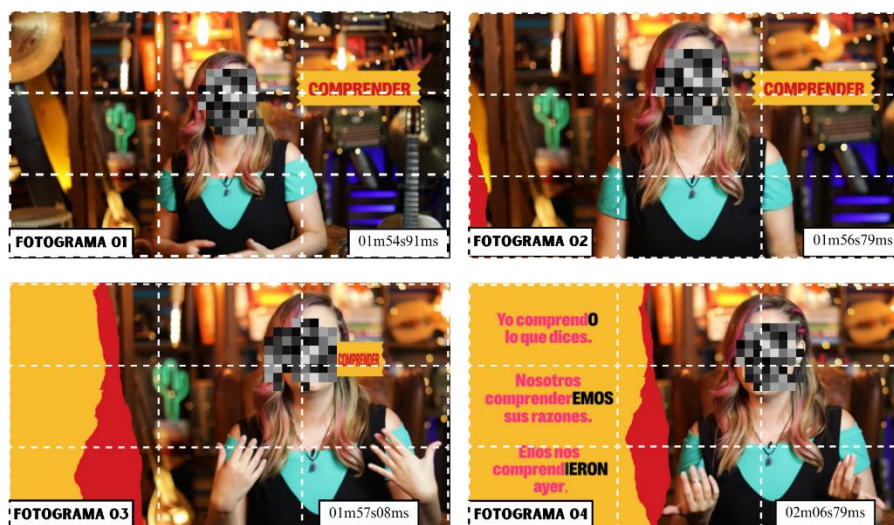 COMPRENDER
FOTOGRAMA 01
01m54s91ms
COMPRENDER
FOTOGRAMA 02
01m56s79ms
COMPRENDER
FOTOGRAMA 03
01m57s08ms
Yo comprendO
lo que dices.
Nosotros
comprenderEMOS
sus razones.
Ellos nos
comprendIERON
ayer.
FOTOGRAMA 04
02m06s79ms